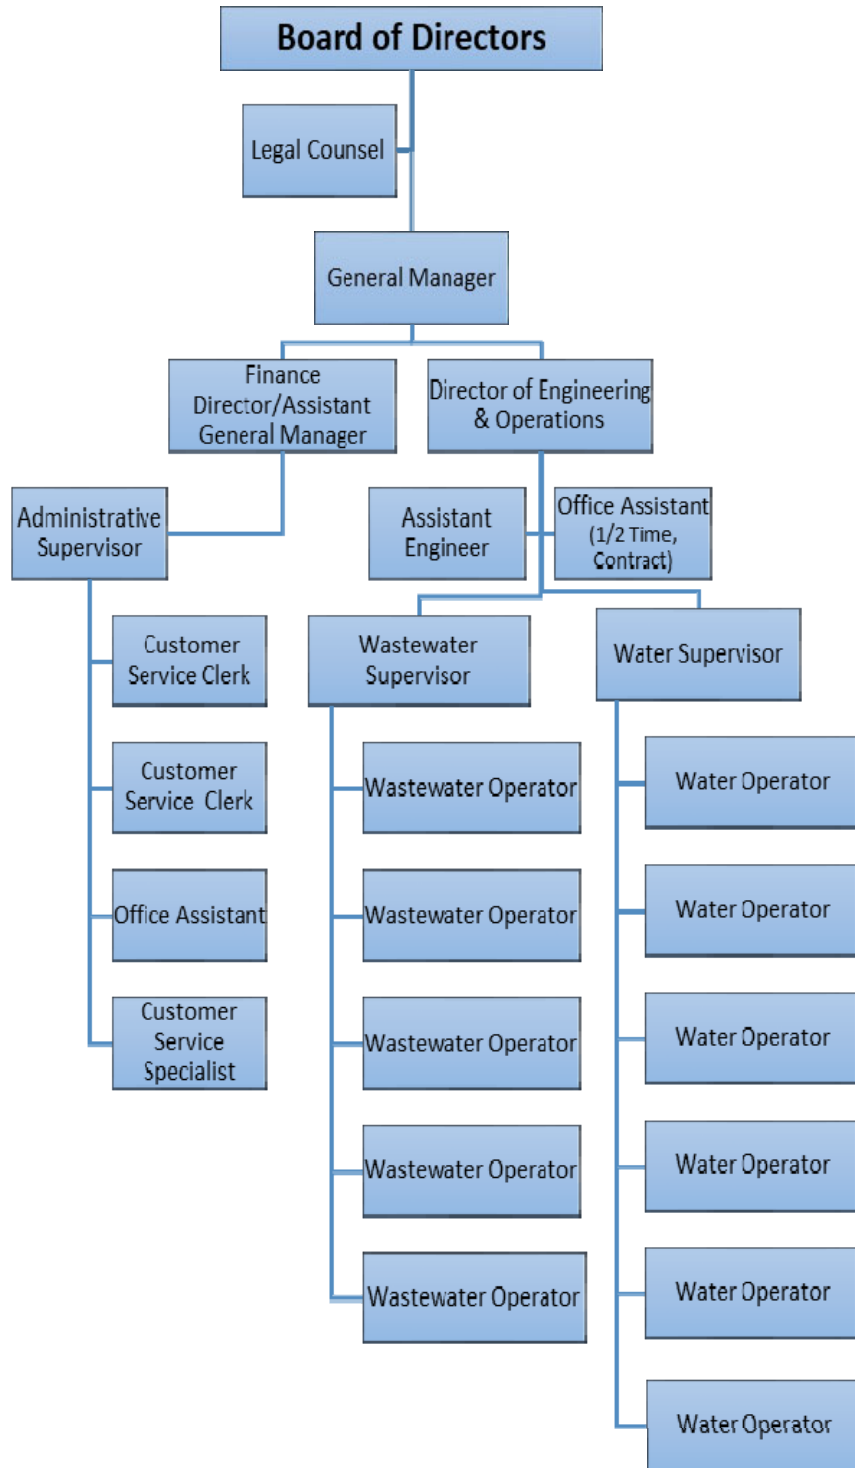 Board of Directors
Legal Counsel
General Manager
Finance
Director/Assistant
General Manager
Director of Engineering
& Operations
Administrative
Supervisor
Assistant
Engineer
Office Assistant
(1/2 Time,
Contract)
Customer
Service Clerk
Customer
Service Clerk
Office Assistant
Customer
Service
Specialist
Wastewater
Supervisor
Wastewater Operator
Wastewater Operator
Wastewater Operator
Wastewater Operator
Wastewater Operator
Water Supervisor
Water Operator
Water Operator
Water Operator
Water Operator
Water Operator
Water Operator